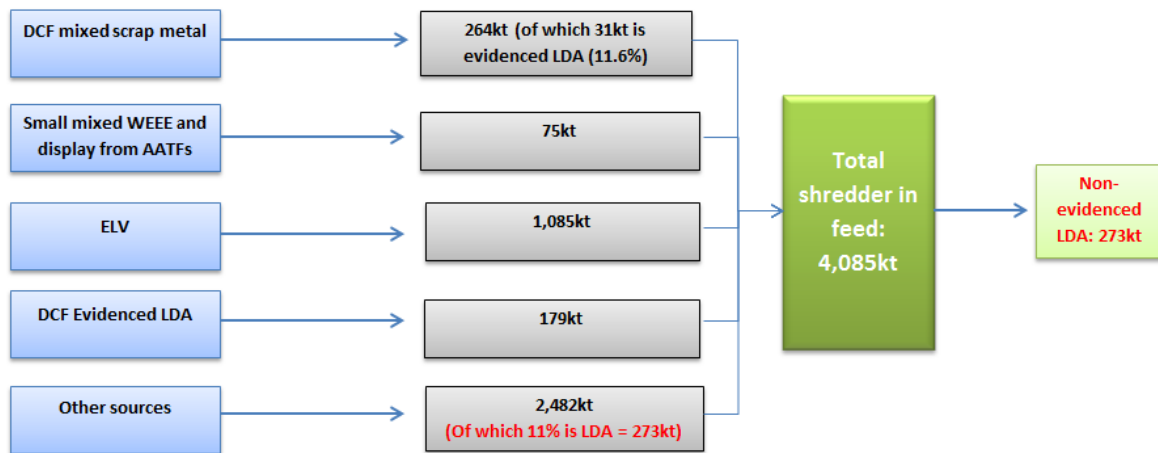 DCF mixed scrap metal
264kt  (of which 31kt is
evidenced LDA (11.6%)
Small mixed WEEE and
display from AATFs
75kt
ELV
1,085kt
DCF Evidenced LDA
179kt
Other sources
2,482kt
(Of which 11% is LDA = 273kt)
Total
shredder in
feed:
4,085kt
Non-
evidenced
LDA: 273kt